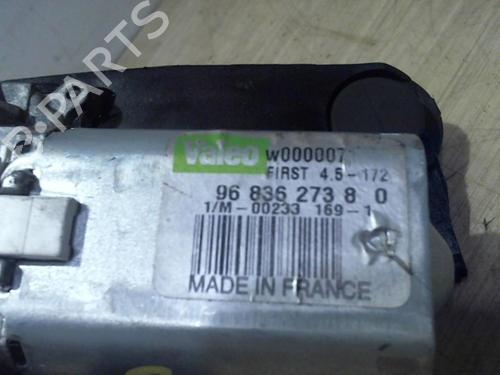 B-PARTS
Valeo w000007
FIRST 4.5-172
96 836 273 8 0
1/M-00233 169-1
MADE IN FRANCE